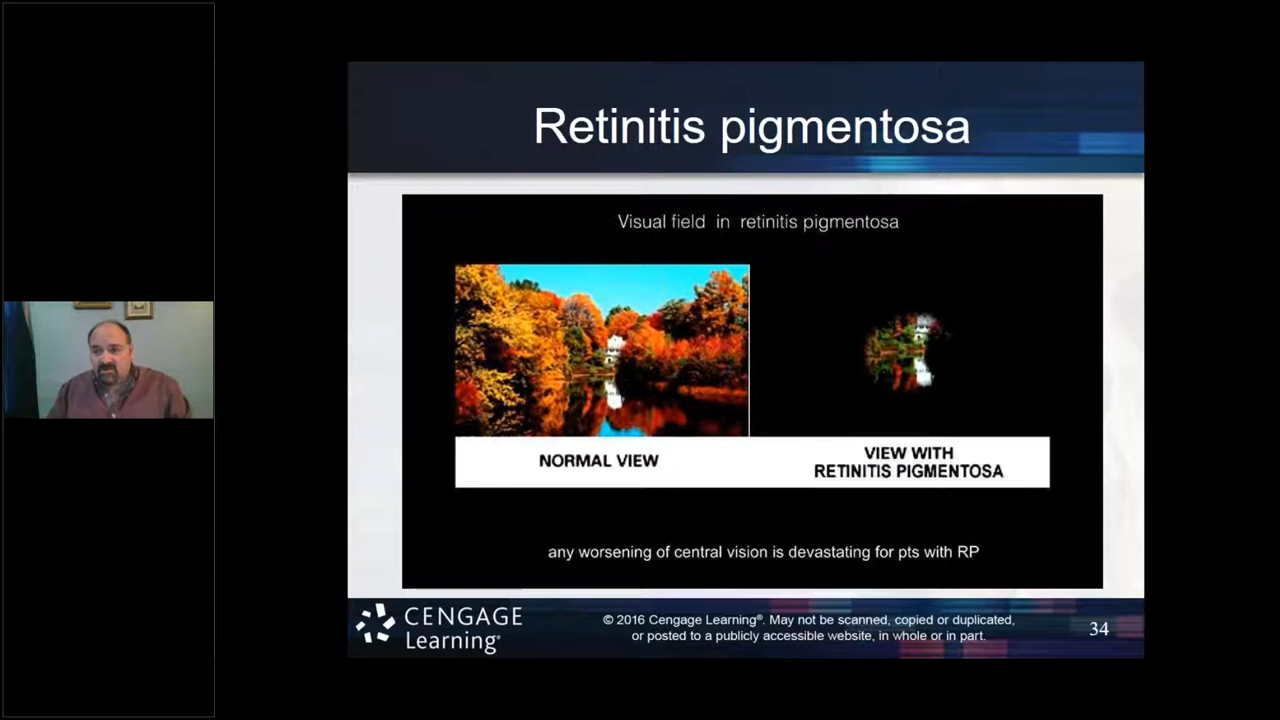 Retinitis pigmentosa
Visual field in retinitis pigmentosa
NORMAL VIEW
VIEW WITH
RETINITIS PIGMENTOSA
any worsening of central vision is devastating for pts with RP
CENGAGE
Learning®
© 2016 Cengage Learning®. May not be scanned, copied or duplicated,
or posted to a publicly accessible website, in whole or in part.
34